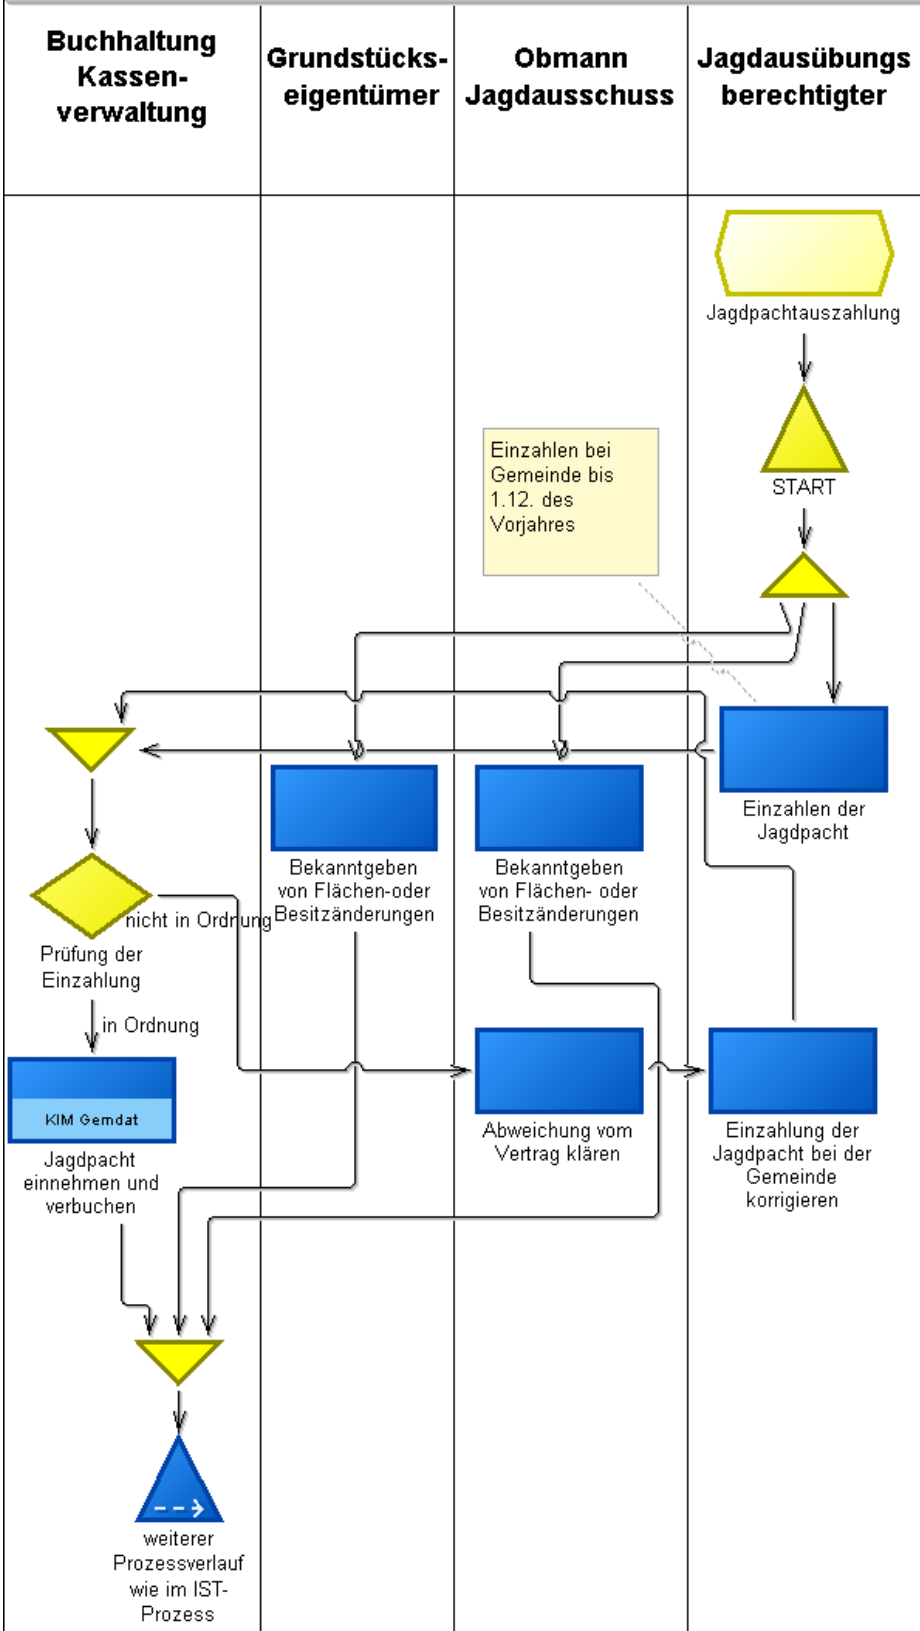 Buchhaltung
Kassen-
verwaltung
Grundstücks-
eigentümer
Obmann
Jagdausschuss
Jagdausübungs
berechtigter
Jagdpachtauszahlung
START
Einzahlen bei
Gemeinde bis
1.12. des
Vorjahres
Einzahlen der
Jagdpacht
Bekanntgeben
von Flächen-oder
Besitzänderungen
Bekanntgeben
von Flächen- oder
Besitzänderungen
nicht in Ordnung
Prüfung der
Einzahlung
in Ordnung
KIM Gemdat
Jagdpacht
einnehmen und
verbuchen
Abweichung vom
Vertrag klären
Einzahlung der
Jagdpacht bei der
Gemeinde
korrigieren
weiterer
Prozessverlauf
wie im IST-
Prozess